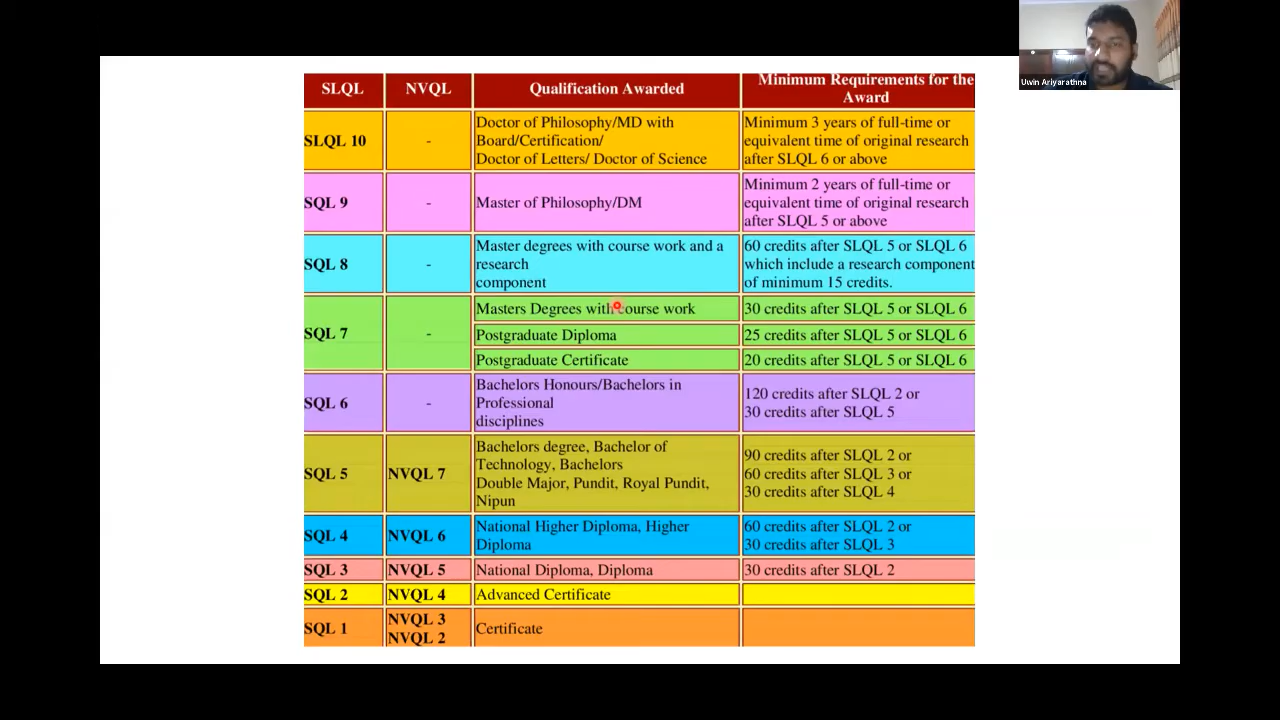 SLQL NVQL Qualification Awarded Minimum Requirements for the
Award
SLQL 10 - Doctor of Philosophy/MD with
Board/Certification/
Doctor of Letters/ Doctor of Science
Minimum 3 years of full-time or
equivalent time of original research
after SLQL 6 or above
SQL 9 - Master of Philosophy/DM
Minimum 2 years of full-time or
equivalent time of original research
after SLQL 5 or above
SQL 8 - Master degrees with course work and a
research
component
60 credits after SLQL 5 or SLQL 6
which include a research component
of minimum 15 credits.
SQL 7 - Masters Degrees with course work 30 credits after SLQL 5 or SLQL 6
Postgraduate Diploma 25 credits after SLQL 5 or SLQL 6
Postgraduate Certificate 20 credits after SLQL 5 or SLQL 6
SQL 6 - Bachelors Honours/Bachelors in
Professional
disciplines
120 credits after SLQL 2 or
30 credits after SLQL 5
SQL 5 NVQL 7 Bachelors degree, Bachelor of
Technology, Bachelors
Double Major, Pundit, Royal Pundit,
Nipun
90 credits after SLQL 2 or
60 credits after SLQL 3 or
30 credits after SLQL 4
SQL 4 NVQL 6 National Higher Diploma, Higher
Diploma
60 credits after SLQL 2 or
30 credits after SLQL 3
SQL 3 NVQL 5 National Diploma, Diploma 30 credits after SLQL 2
SQL 2 NVQL 4 Advanced Certificate
SQL 1 NVQL 3
NVQL 2
Certificate
Uwin Ariyarathna